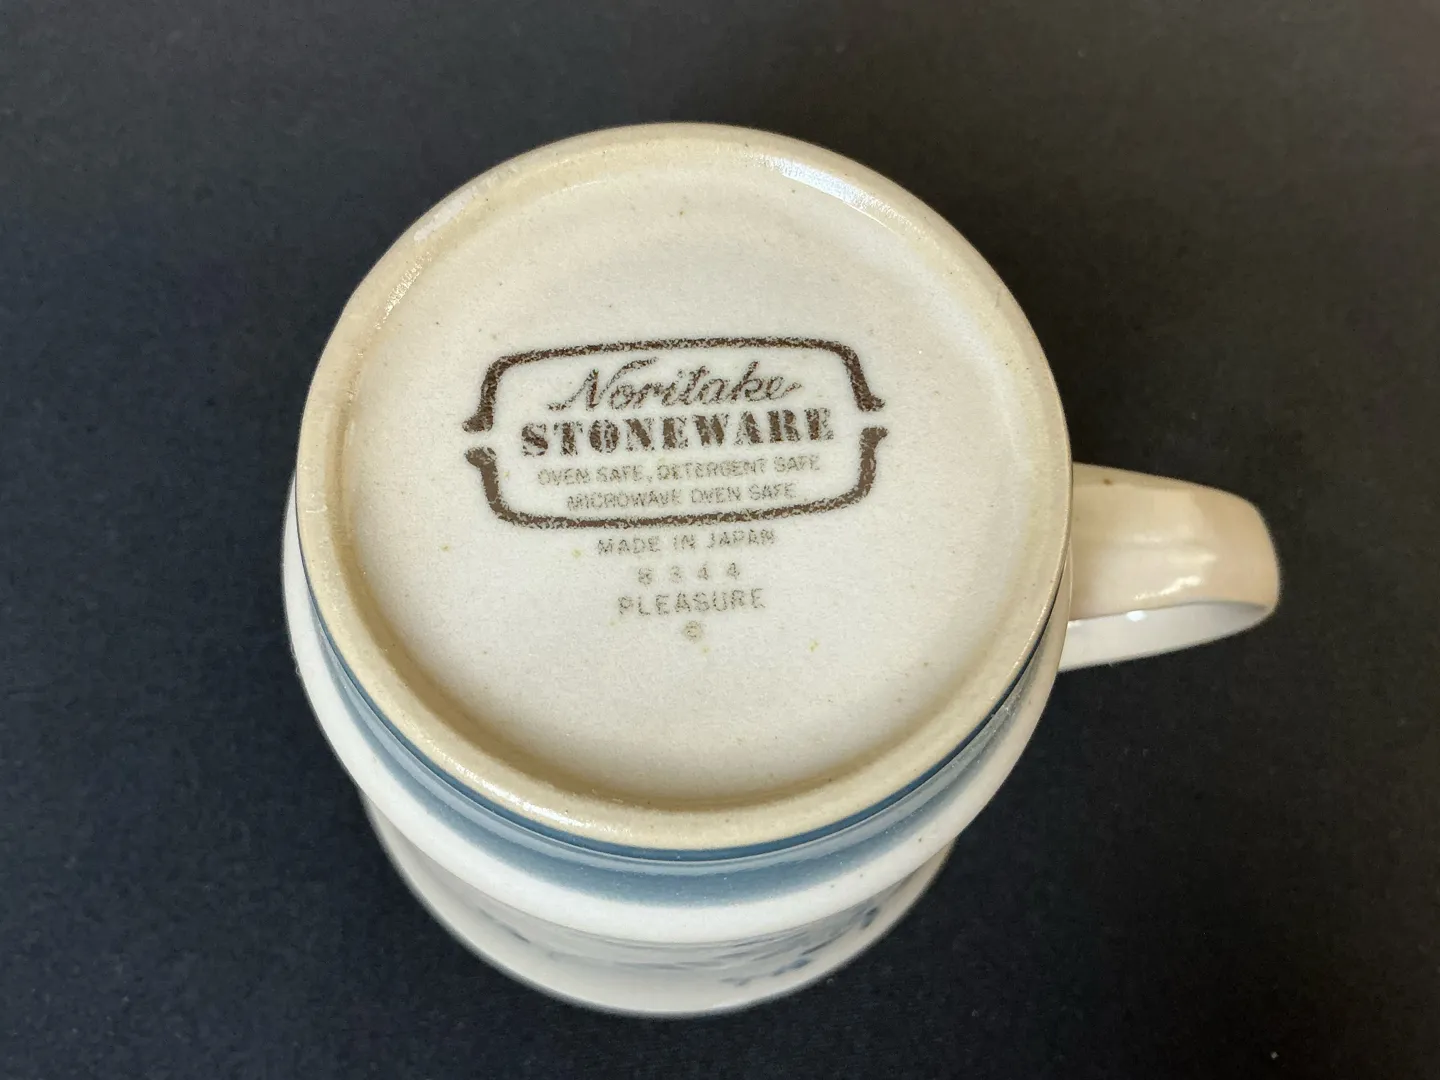 Noritake
STONEWARE
OVEN SAFE, DETERGENT SAFE
MICROWAVE OVEN SAFE
MADE IN JAPAN
8344
PLEASURE
©